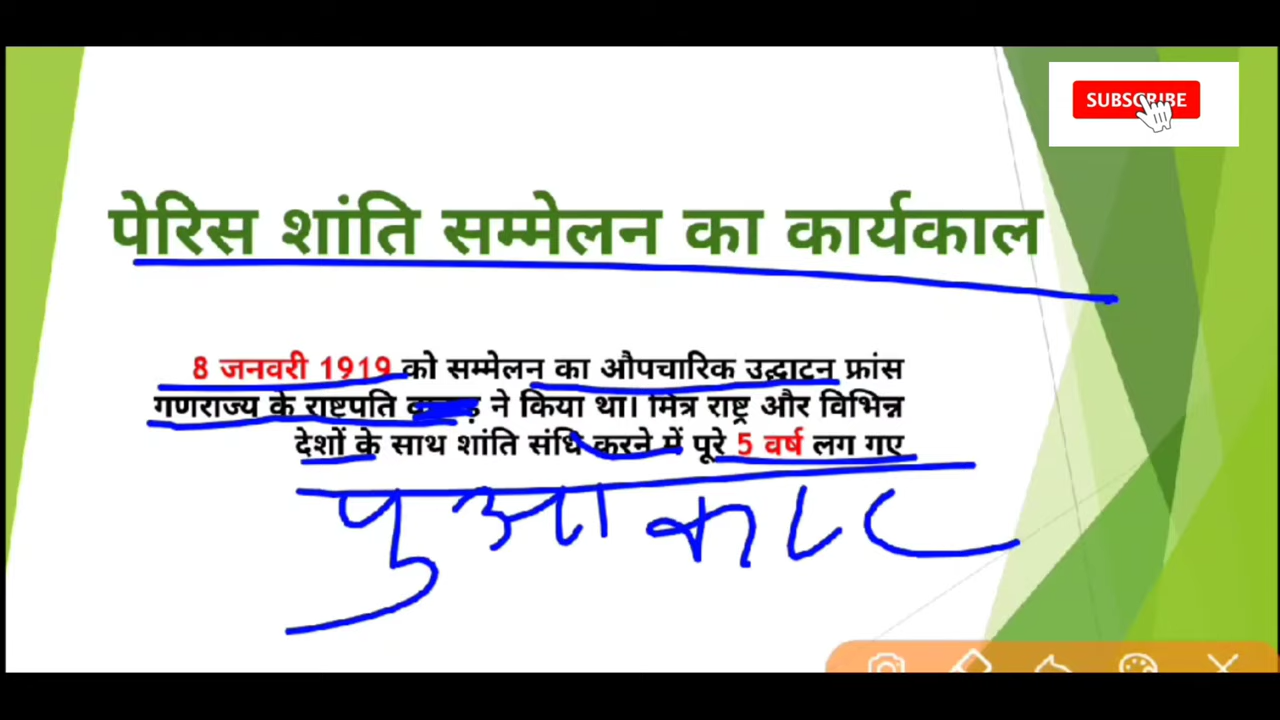 SUBSCRIBE
पेरिस शांति सम्मेलन का कार्यकाल
8 जनवरी 1919 को सम्मेलन का औपचारिक उद्घाटन फ्रांस
गणराज्य के राष्टपति ने किया था। मित्र राष्ट्र और विभिन्न
देशों के साथ शांति संधि करने में पूरे 5 वर्ष लग गए